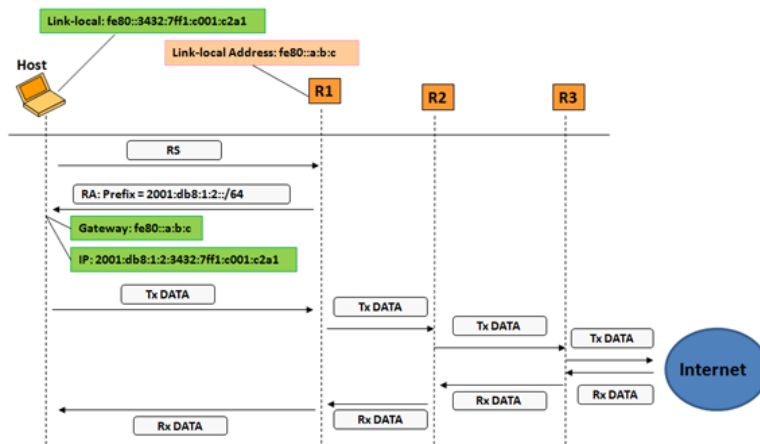 Link-local: fe80::3432:7ff1:c001:c2a1
Link-local Address: fe80::a:b:c
Host
R1
R2
R3
RS
RA: Prefix = 2001:db8:1:2::/64
Gateway: fe80::a:b:c
IP: 2001:db8:1:2:3432:7ff1:c001:c2a1
Tx DATA
Tx DATA
Tx DATA
Tx DATA
Internet
Rx DATA
Rx DATA
Rx DATA
Rx DATA